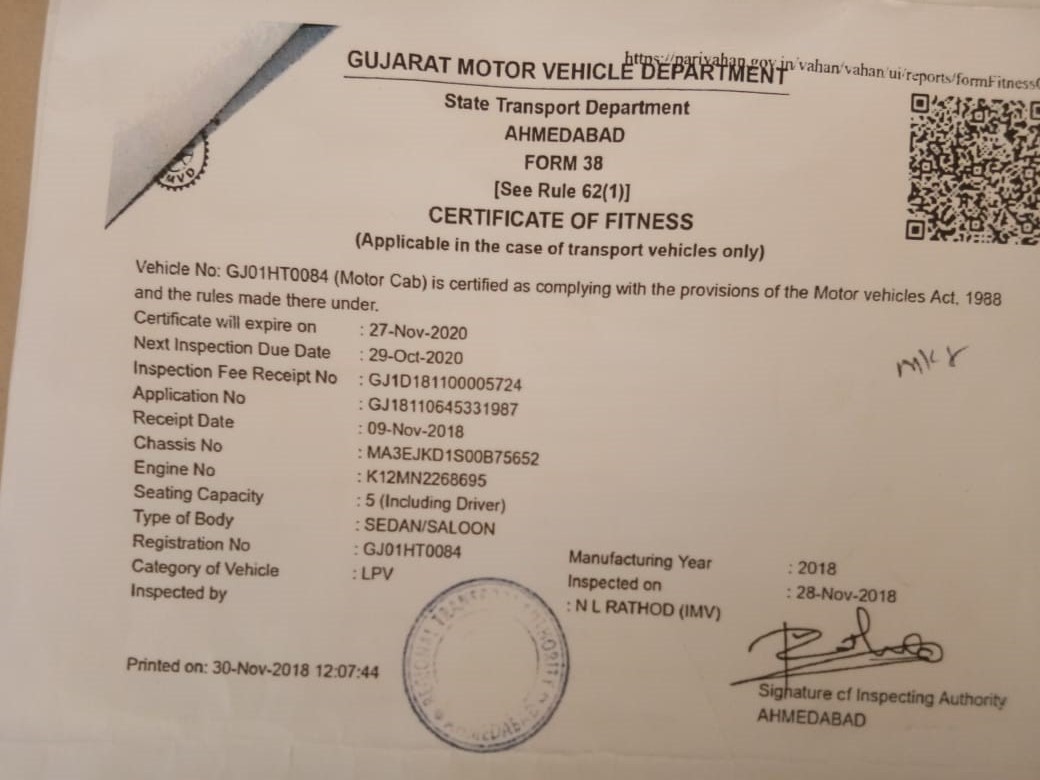 https://parivahan.gov.in/vahan/vahan/ui/reports/formFitness
GUJARAT MOTOR VEHICLE DEPARTMENT
State Transport Department
AHMEDABAD
FORM 38
[See Rule 62(1)]
CERTIFICATE OF FITNESS
(Applicable in the case of transport vehicles only)
MVD
Vehicle No: GJ01HT0084 (Motor Cab) is certified as complying with the provisions of the Motor vehicles Act, 1988
and the rules made there under.
Certificate will expire on : 27-Nov-2020
Next Inspection Due Date : 29-Oct-2020
Inspection Fee Receipt No : GJ1D181100005724
Application No : GJ18110645331987
Receipt Date : 09-Nov-2018
Chassis No : MA3EJKD1S00B75652
Engine No : K12MN2268695
Seating Capacity : 5 (Including Driver)
Type of Body : SEDAN/SALOON
Registration No : GJ01HT0084
Manufacturing Year : 2018
Category of Vehicle : LPV
Inspected on : 28-Nov-2018
Inspected by : N L RATHOD (IMV)
REGIONAL TRANSPORT AUTHORITY
AHMEDABAD
Printed on: 30-Nov-2018 12:07:44
Signature of Inspecting Authority
AHMEDABAD